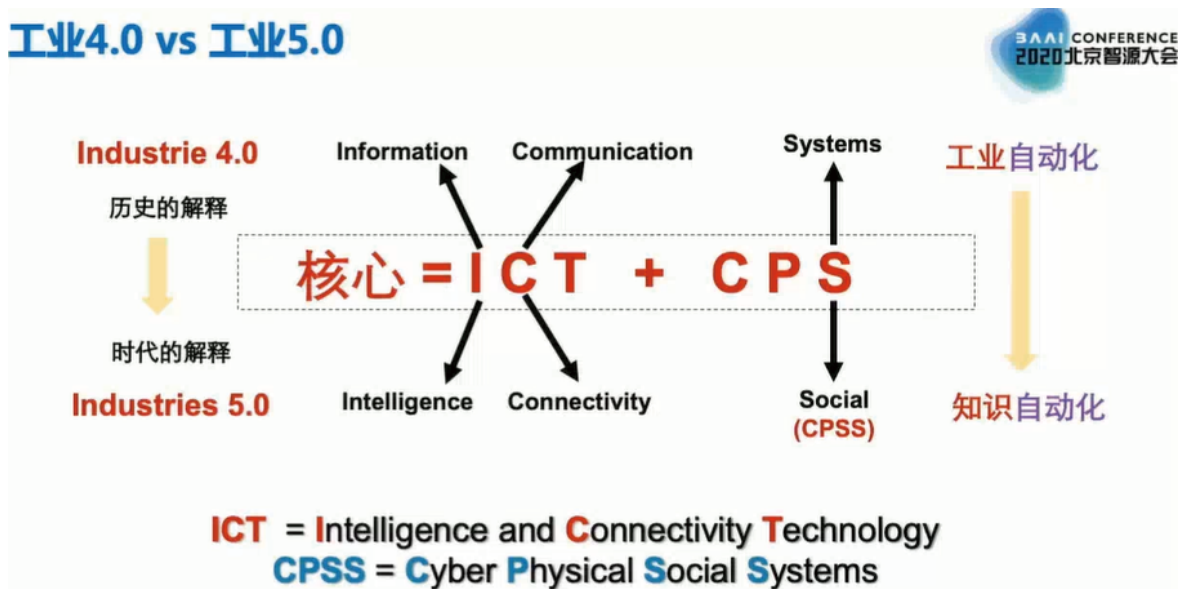 工业4.0 vs 工业5.0
BAAI CONFERENCE
2020北京智源大会
Industrie 4.0
Information
Communication
Systems
工业自动化
历史的解释
核心 = I C T + C P S
时代的解释
Industries 5.0
Intelligence
Connectivity
Social
(CPSS)
知识自动化
ICT = Intelligence and Connectivity Technology
CPSS = Cyber Physical Social Systems